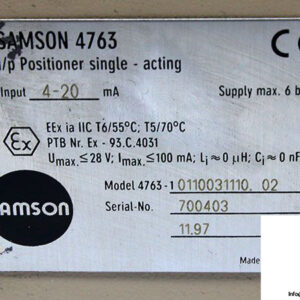 SAMSON 4763
i/p Positioner single - acting
Input 4-20 mA Supply max. 6 b
EEx ia IIC T6/55°C; T5/70°C
PTB Nr. Ex - 93.C.4031
Umax.≤28 V; Imax.≤100 mA; Li≈0 µH; Ci≈0 nF
Ex
Model 4763-1 0110031110. 02
AMSON
Serial-No. 700403
11.97
Made